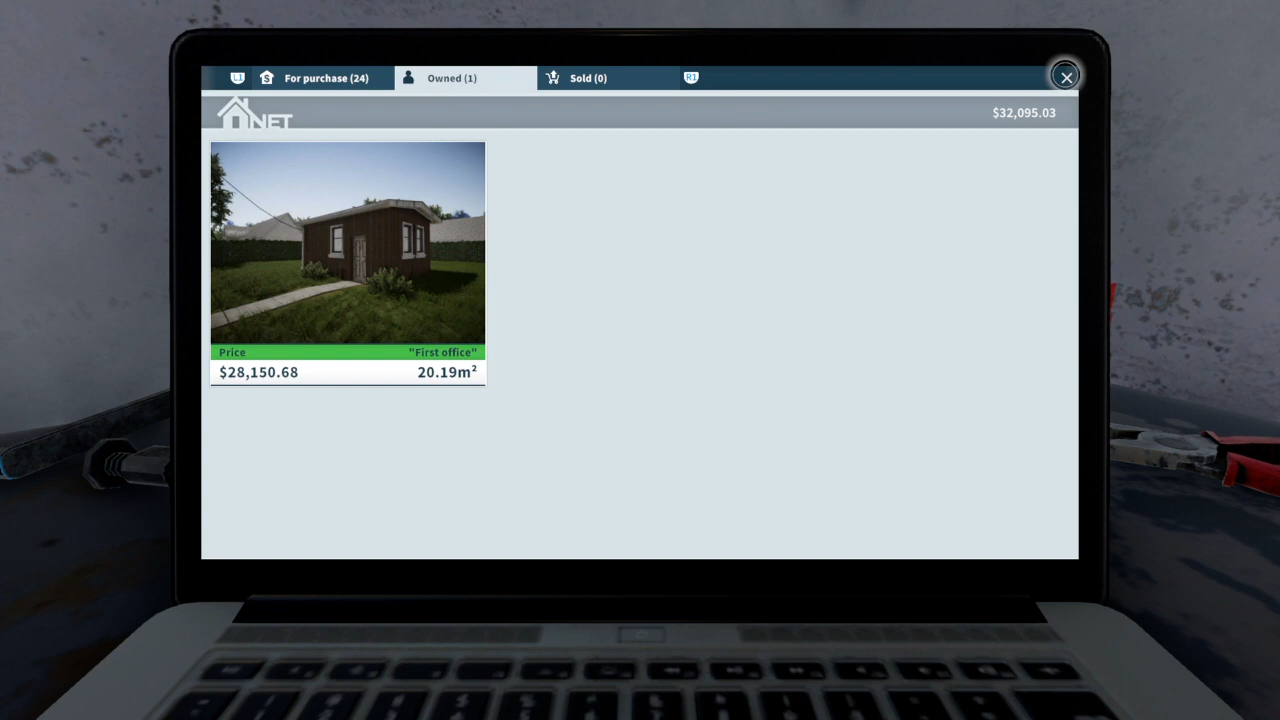 L1 For purchase (24) Owned (1) Sold (0) R1
NET $32,095.03
Price "First office"
$28,150.68 20.19m²